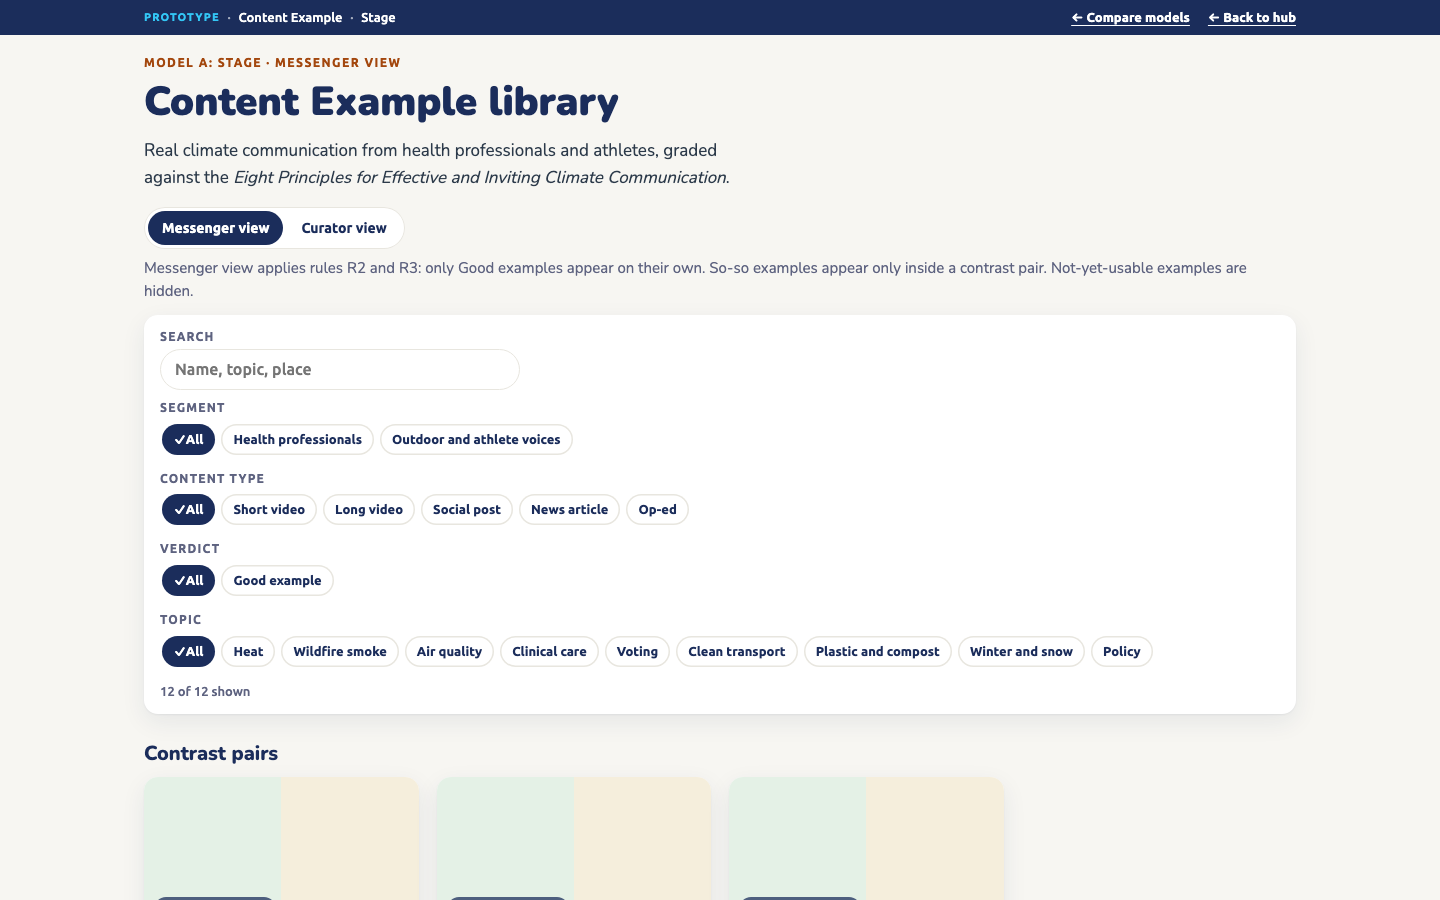 PROTOTYPE · Content Example · Stage
← Compare models ← Back to hub
MODEL A: STAGE · MESSENGER VIEW
Content Example library
Real climate communication from health professionals and athletes, graded
against the Eight Principles for Effective and Inviting Climate Communication.
Messenger view Curator view
Messenger view applies rules R2 and R3: only Good examples appear on their own. So-so examples appear only inside a contrast pair. Not-yet-usable examples are
hidden.
SEARCH
Name, topic, place
SEGMENT
✓All Health professionals Outdoor and athlete voices
CONTENT TYPE
✓All Short video Long video Social post News article Op-ed
VERDICT
✓All Good example
TOPIC
✓All Heat Wildfire smoke Air quality Clinical care Voting Clean transport Plastic and compost Winter and snow Policy
12 of 12 shown
Contrast pairs